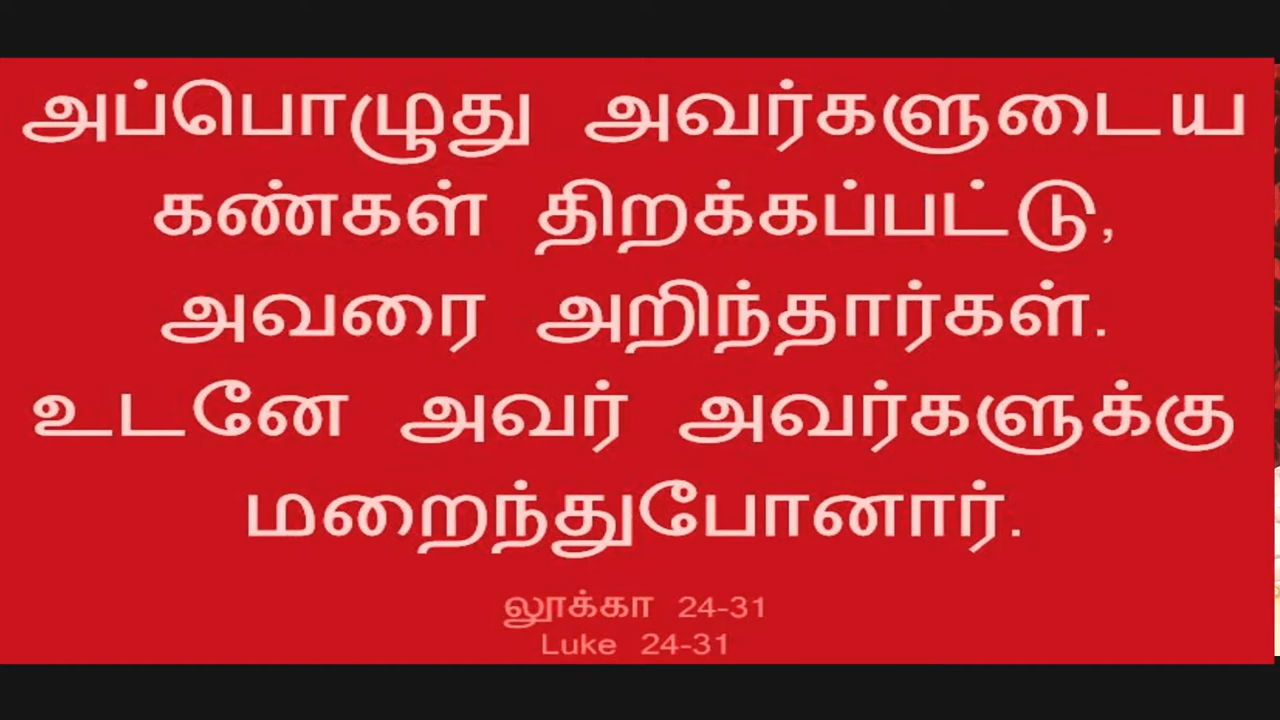 அப்பொழுது அவர்களுடைய
கண்கள் திறக்கப்பட்டு,
அவரை அறிந்தார்கள்.
உடனே அவர் அவர்களுக்கு
மறைந்துபோனார்.
லூக்கா 24-31
Luke 24-31